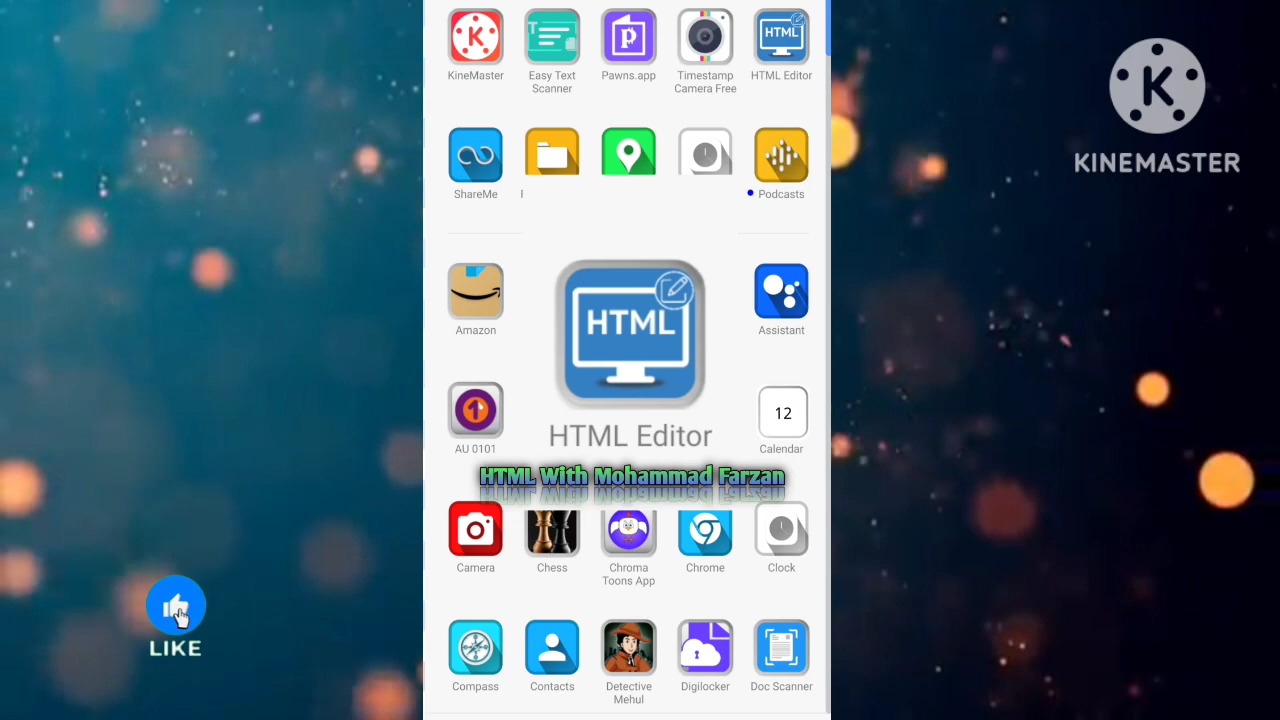 KineMaster
Easy Text Scanner
Pawns.app
Timestamp Camera Free
HTML
HTML Editor
ShareMe
Podcasts
Amazon
HTML
Assistant
AU 0101
HTML Editor
12
Calendar
HTML With Mohammad Farzan
Camera
Chess
Chroma Toons App
Chrome
Clock
Compass
Contacts
Detective Mehul
Digilocker
Doc Scanner
K
KINEMASTER
LIKE